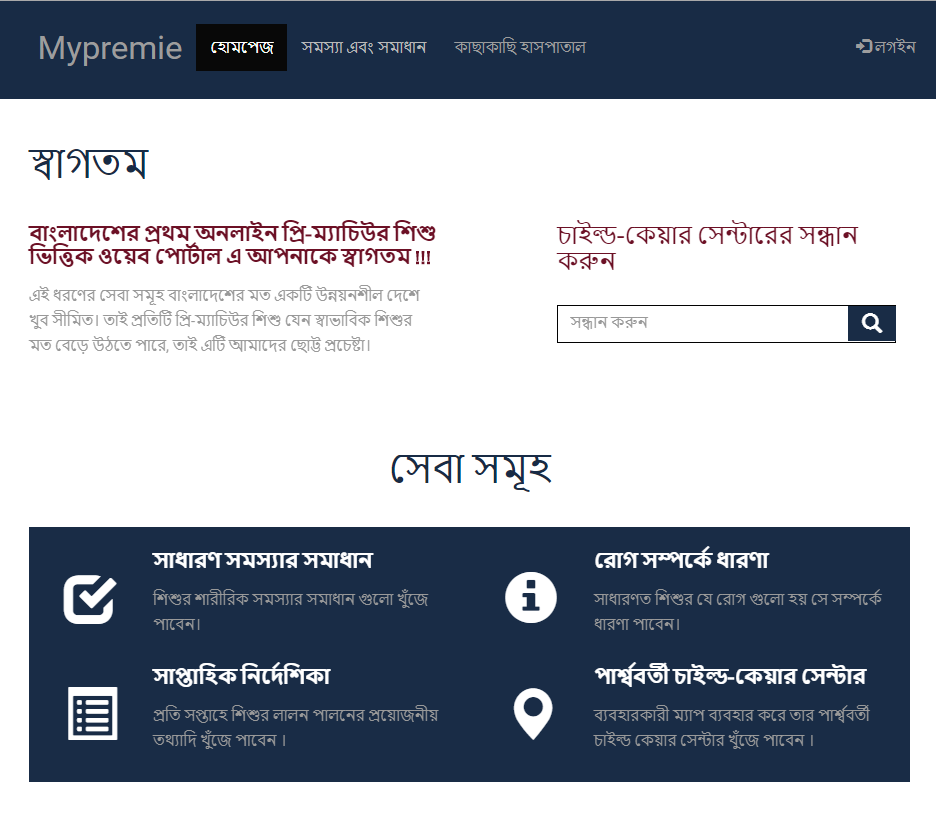 Mypremie হোমপেজ সমস্যা এবং সমাধান কাছাকাছি হাসপাতাল লগইন
স্বাগতম
বাংলাদেশের প্রথম অনলাইন প্রি-ম্যাচিউর শিশু
ভিত্তিক ওয়েব পোর্টাল এ আপনাকে স্বাগতম !!!
এই ধরণের সেবা সমূহ বাংলাদেশের মত একটি উন্নয়নশীল দেশে
খুব সীমিত। তাই প্রতিটি প্রি-ম্যাচিউর শিশু যেন স্বাভাবিক শিশুর
মত বেড়ে উঠতে পারে, তাই এটি আমাদের ছোট্ট প্রচেষ্টা।
চাইল্ড-কেয়ার সেন্টারের সন্ধান
করুন
সন্ধান করুন
সেবা সমূহ
সাধারণ সমস্যার সমাধান
শিশুর শারীরিক সমস্যার সমাধান গুলো খুঁজে
পাবেন।
রোগ সম্পর্কে ধারণা
সাধারণত শিশুর যে রোগ গুলো হয় সে সম্পর্কে
ধারণা পাবেন।
সাপ্তাহিক নির্দেশিকা
প্রতি সপ্তাহে শিশুর লালন পালনের প্রয়োজনীয়
তথ্যাদি খুঁজে পাবেন ।
পার্শ্ববর্তী চাইল্ড-কেয়ার সেন্টার
ব্যবহারকারী ম্যাপ ব্যবহার করে তার পার্শ্ববর্তী
চাইল্ড কেয়ার সেন্টার খুঁজে পাবেন ।